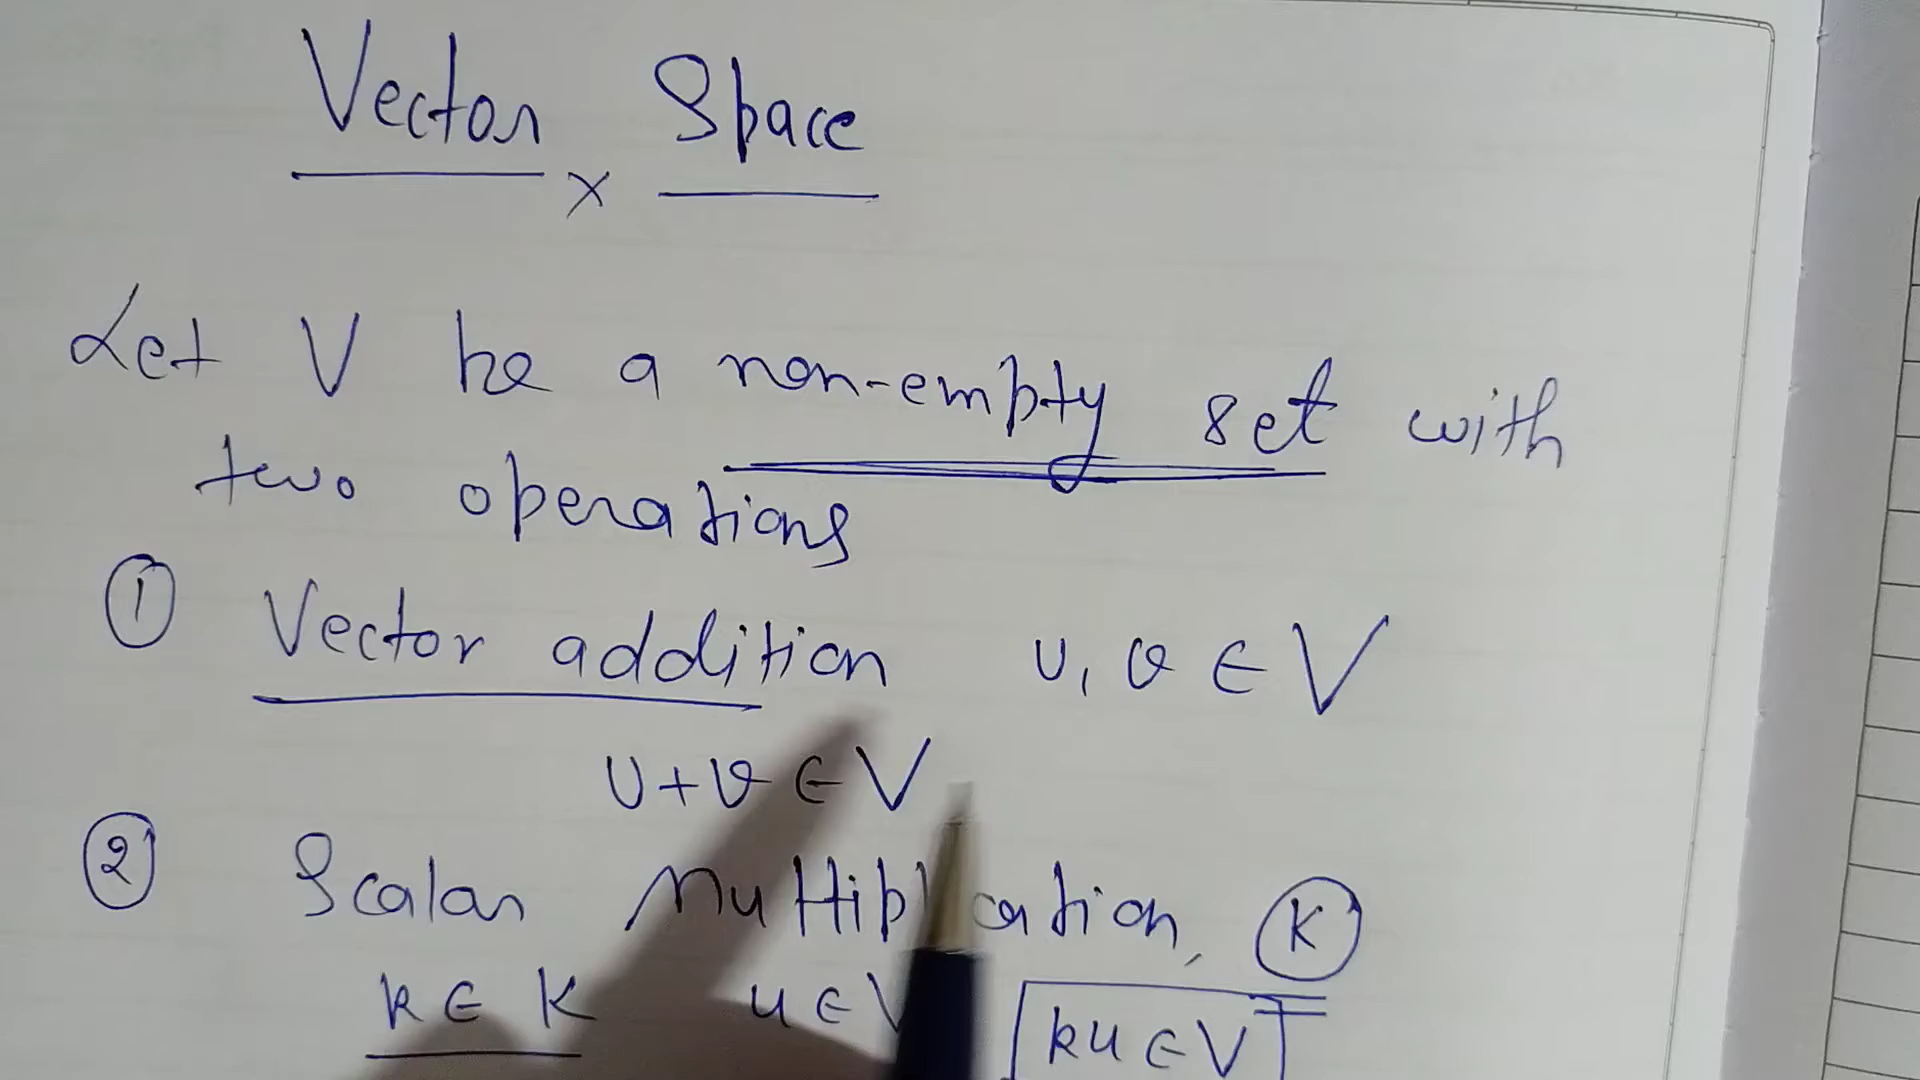 Vector Space
x
Let V be a non-empty set with
two operations
① Vector addition u, v ∈ V
u+v ∈ V
② Scalar Multiplication, K
k ∈ K u ∈ V ku ∈ V